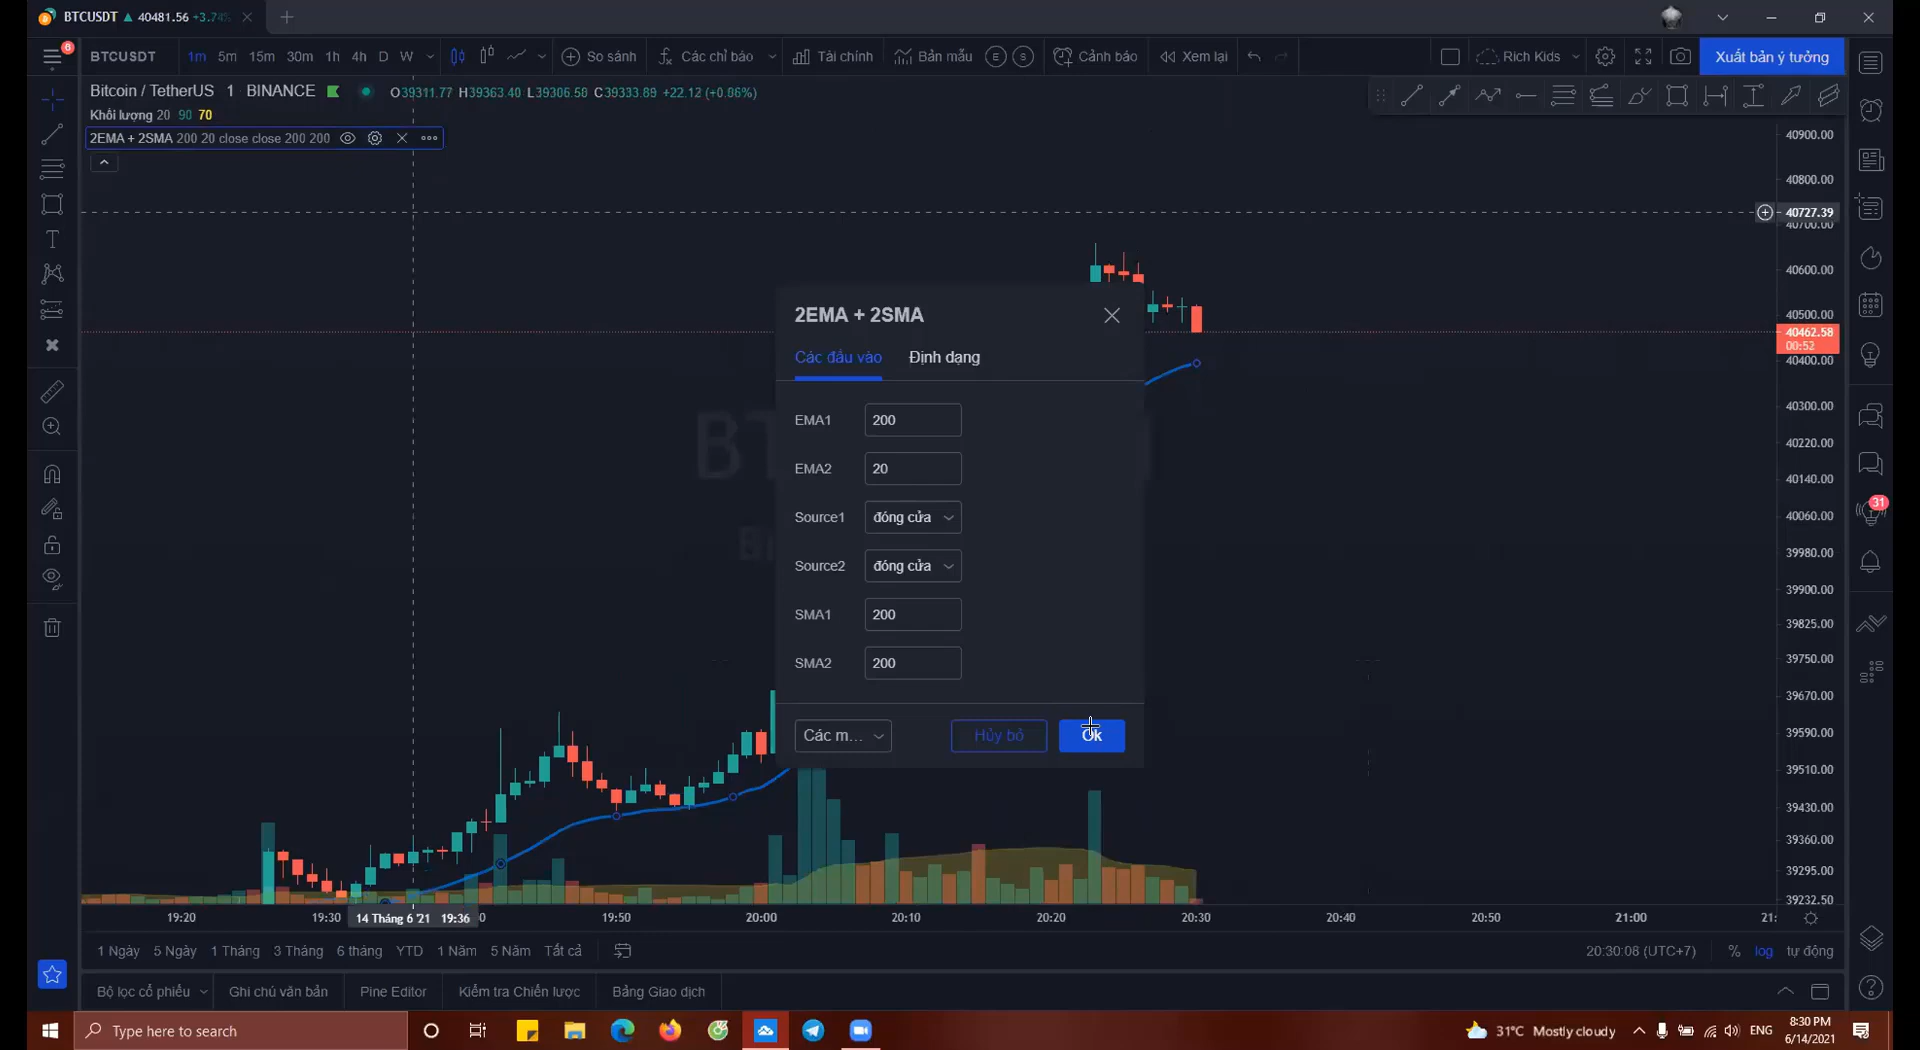 BTCUSDT ▲ 40481.56 +3.74%
6
BTCUSDT 1m 5m 15m 30m 1h 4h D W So sánh Các chỉ báo Tài chính Bản mẫu E S Cảnh báo Xem lại Rich Kids Xuất bản ý tưởng
Bitcoin / TetherUS 1 BINANCE O39311.77 H39363.40 L39306.58 C39333.89 +22.12 (+0.06%)
Khối lượng 20 90 70
2EMA + 2SMA 200 20 close close 200 200
40900.00
40800.00
40727.39
40700.00
40600.00
40500.00
40462.58
00:52
40400.00
40300.00
40220.00
40140.00
40060.00
39980.00
39900.00
39825.00
39750.00
39670.00
39590.00
39510.00
39430.00
39360.00
39295.00
39232.50
31
2EMA + 2SMA
Các đầu vào Định dạng
EMA1 200
EMA2 20
Source1 đóng cửa
Source2 đóng cửa
SMA1 200
SMA2 200
Các m... Hủy bỏ Ok
19:20 19:30 14 Tháng 6 '21 19:36 19:50 20:00 20:10 20:20 20:30 20:40 20:50 21:00 21:
1 Ngày 5 Ngày 1 Tháng 3 Tháng 6 tháng YTD 1 Năm 5 Năm Tất cả 20:30:08 (UTC+7) % log tự động
Bộ lọc cổ phiếu Ghi chú văn bản Pine Editor Kiểm tra Chiến lược Bảng Giao dịch
Type here to search 31°C Mostly cloudy ENG 8:30 PM
6/14/2021